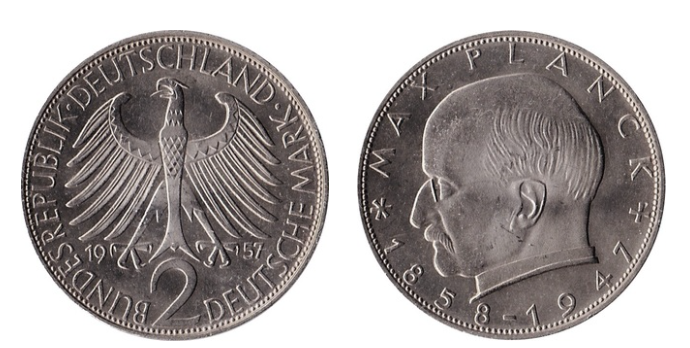 BUNDESREPUBLIK · DEUTSCHLAND ·
19 57
2
DEUTSCHE MARK
MAX PLANCK
* 1858 - 1947 +